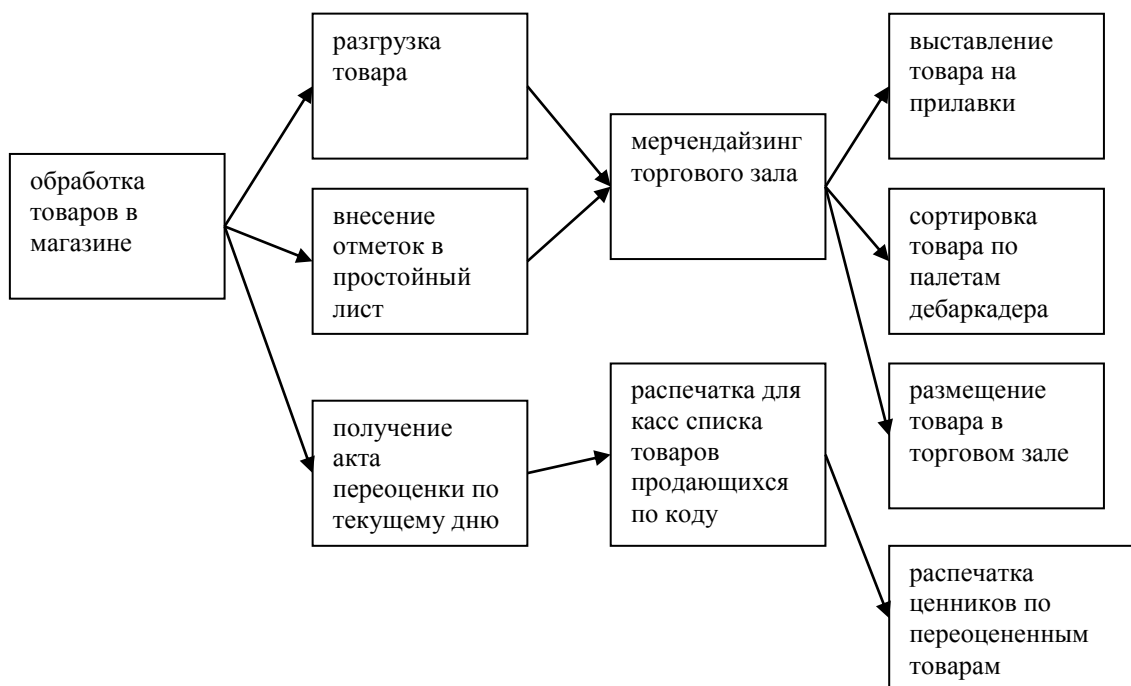 обработка
товаров в
магазине
разгрузка
товара
внесение
отметок в
простойный
лист
получение
акта
переоценки по
текущему дню
мерчендайзинг
торгового зала
распечатка для
касс списка
товаров
продающихся
по коду
выставление
товара на
прилавки
сортировка
товара по
палетам
дебаркадера
размещение
товара в
торговом зале
распечатка
ценников по
переоцененным
товарам